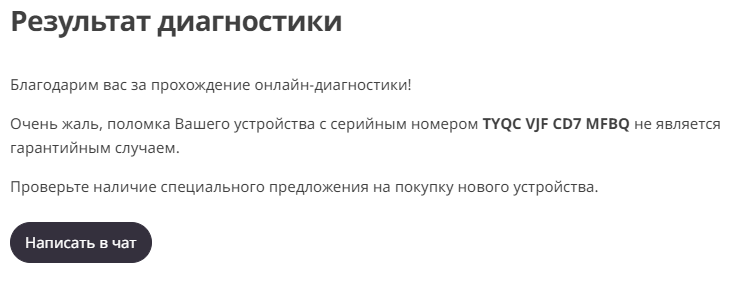 Результат диагностики
Благодарим вас за прохождение онлайн-диагностики!
Очень жаль, поломка Вашего устройства с серийным номером TYQC VJF CD7 MFBQ не является
гарантийным случаем.
Проверьте наличие специального предложения на покупку нового устройства.
Написать в чат